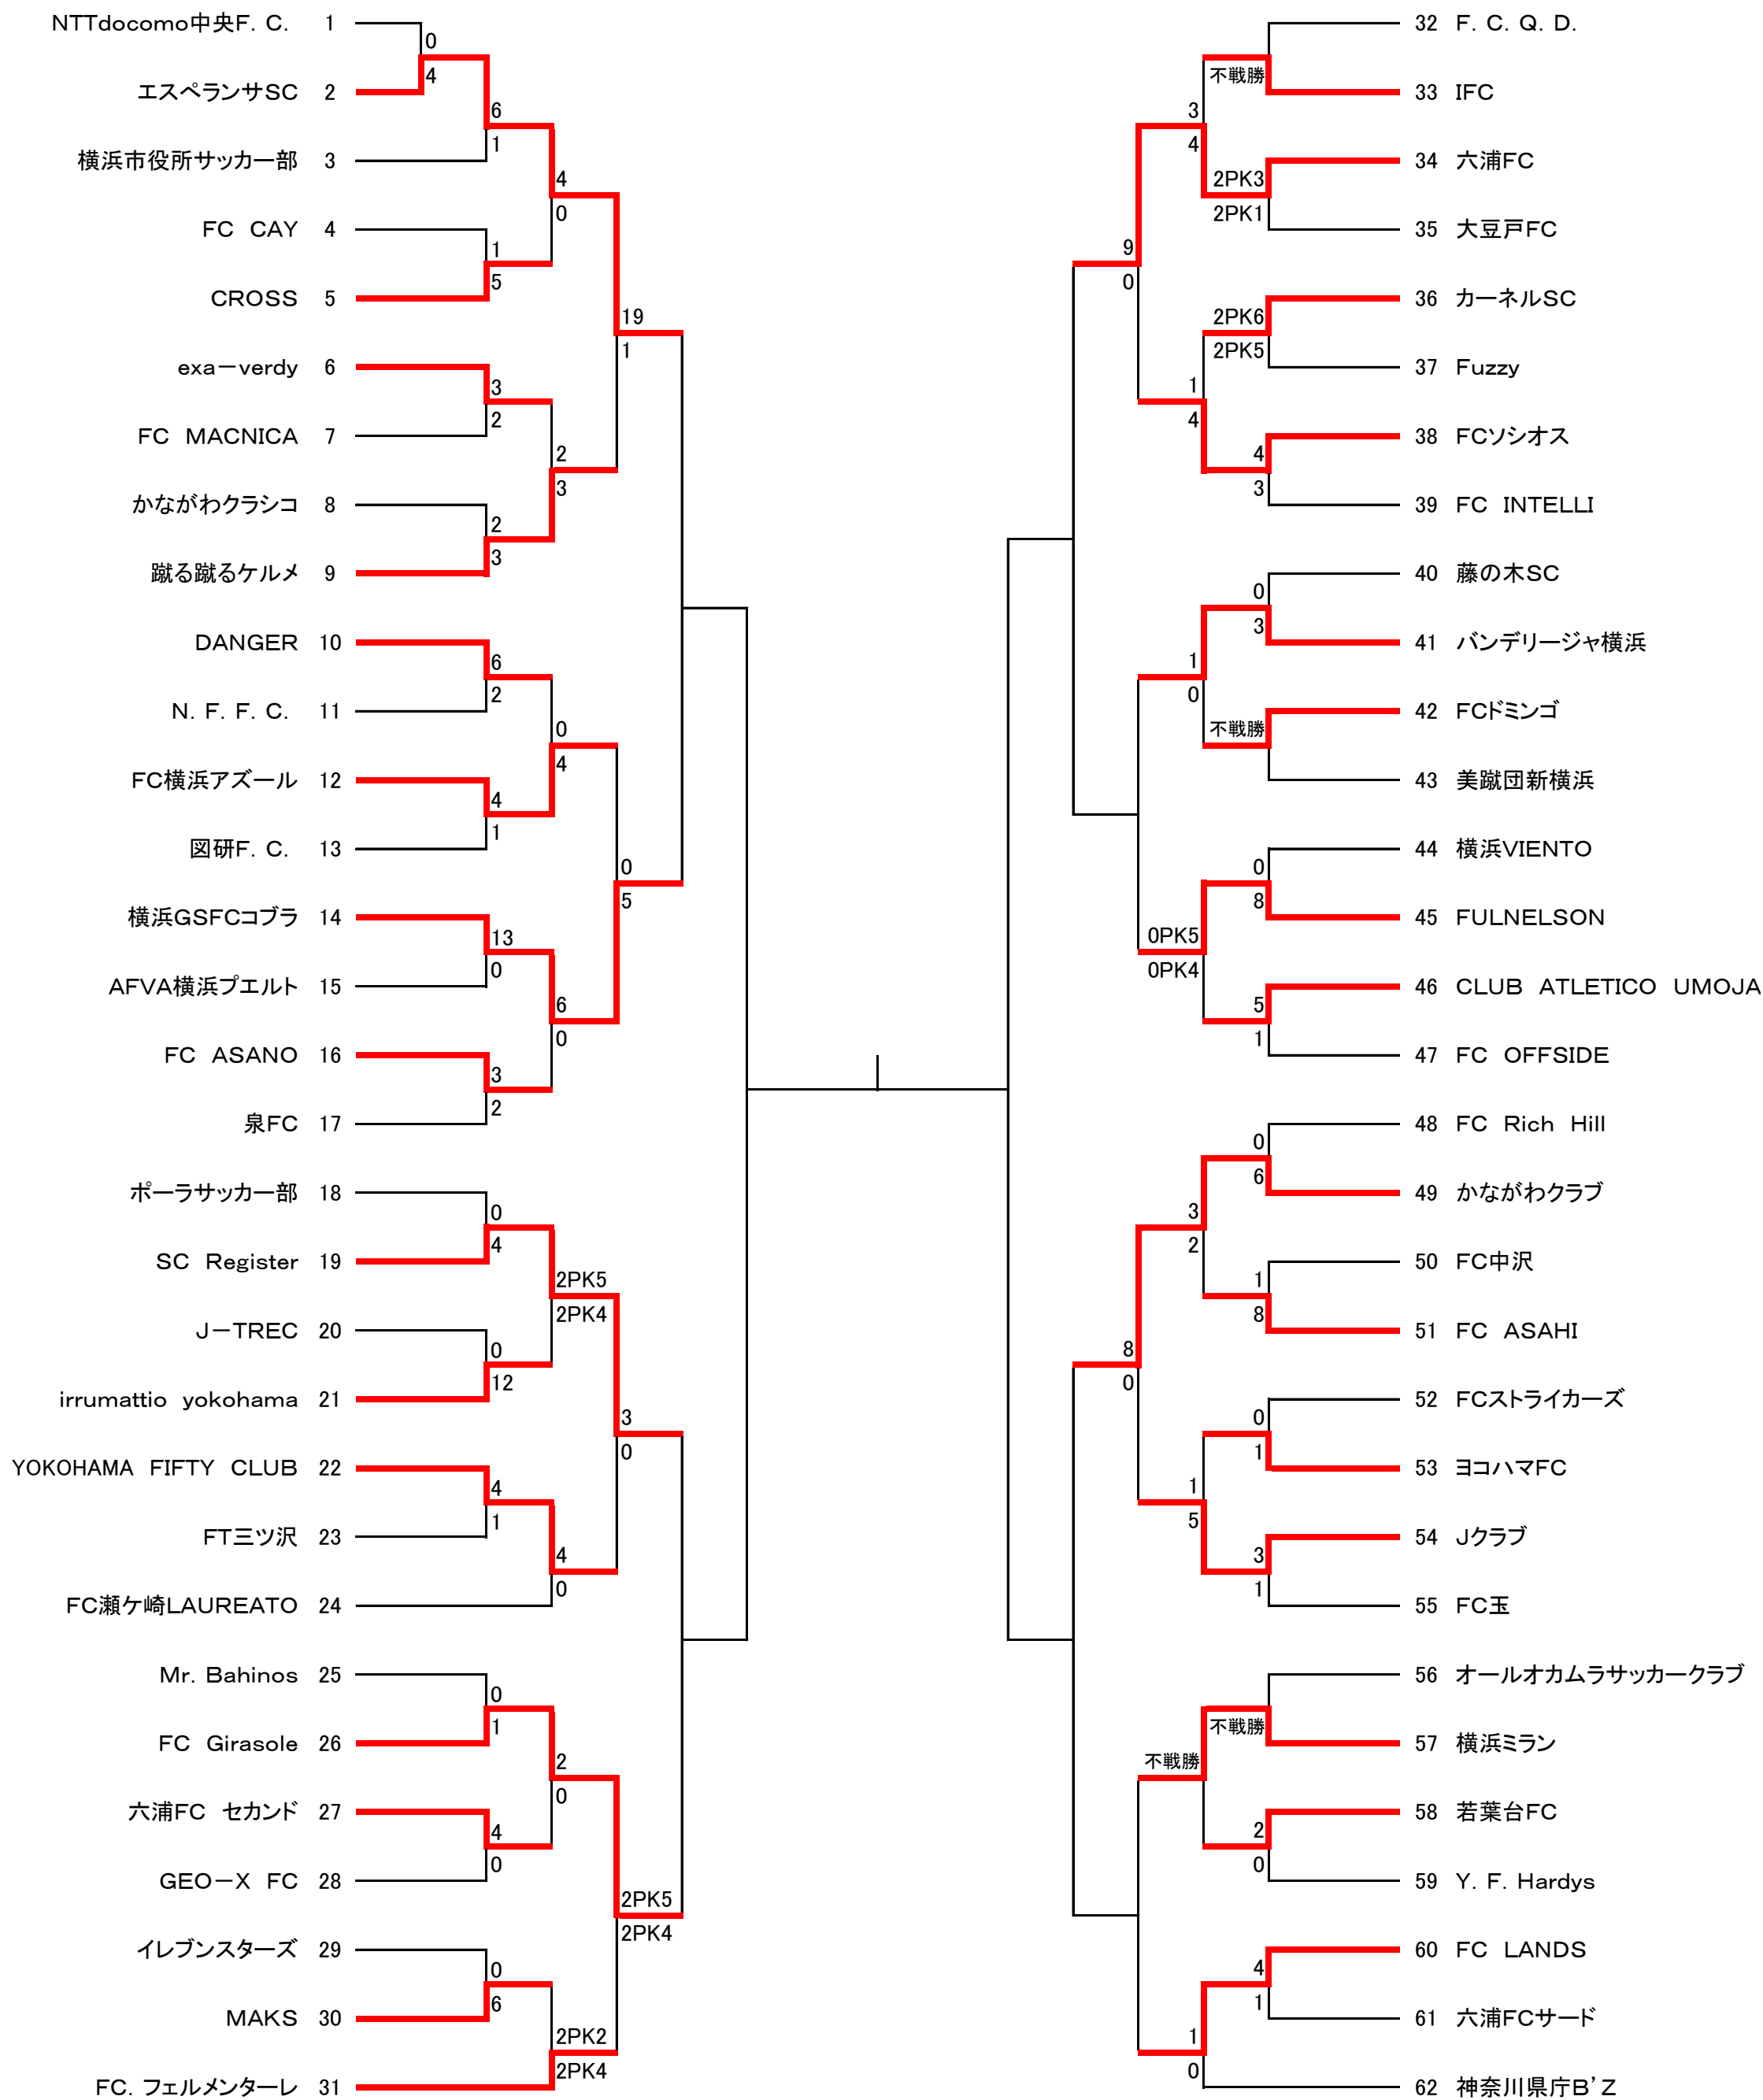 NTTdocomo中央F．C． 1
0
4
エスペランサSC 2
6
1
横浜市役所サッカー部 3
4
0
FC CAY 4
1
5
CROSS 5
19
1
exa－verdy 6
3
2
FC MACNICA 7
2
3
かながわクラシコ 8
2
3
蹴る蹴るケルメ 9
DANGER 10
6
2
N．F．F．C． 11
0
4
FC横浜アズール 12
4
1
図研F．C． 13
0
5
横浜GSFCコブラ 14
13
0
AFVA横浜プエルト 15
6
0
FC ASANO 16
3
2
泉FC 17
ポーラサッカー部 18
0
4
SC Register 19
2PK5
2PK4
J－TREC 20
0
12
irrumattio yokohama 21
3
0
YOKOHAMA FIFTY CLUB 22
4
1
FT三ツ沢 23
4
0
FC瀬ケ崎LAUREATO 24
Mr．Bahinos 25
0
1
FC Girasole 26
2
0
六浦FC セカンド 27
4
0
GEO－X FC 28
2PK5
2PK4
イレブンスターズ 29
0
6
MAKS 30
2PK2
2PK4
FC．フェルメンターレ 31
32 F．C．Q．D．
不戦勝
33 IFC
3
4
34 六浦FC
2PK3
2PK1
35 大豆戸FC
9
0
36 カーネルSC
2PK6
2PK5
37 Fuzzy
1
4
38 FCソシオス
4
3
39 FC INTELLI
40 藤の木SC
0
3
41 バンデリージャ横浜
1
0
42 FCドミンゴ
不戦勝
43 美蹴団新横浜
44 横浜VIENTO
0
8
45 FULNELSON
0PK5
0PK4
46 CLUB ATLETICO UMOJA
5
1
47 FC OFFSIDE
48 FC Rich Hill
0
6
49 かながわクラブ
3
2
50 FC中沢
1
8
51 FC ASAHI
8
0
52 FCストライカーズ
0
1
53 ヨコハマFC
1
5
54 Jクラブ
3
1
55 FC玉
56 オールオカムラサッカークラブ
不戦勝
57 横浜ミラン
不戦勝
58 若葉台FC
2
0
59 Y．F．Hardys
60 FC LANDS
4
1
61 六浦FCサード
1
0
62 神奈川県庁B’Z